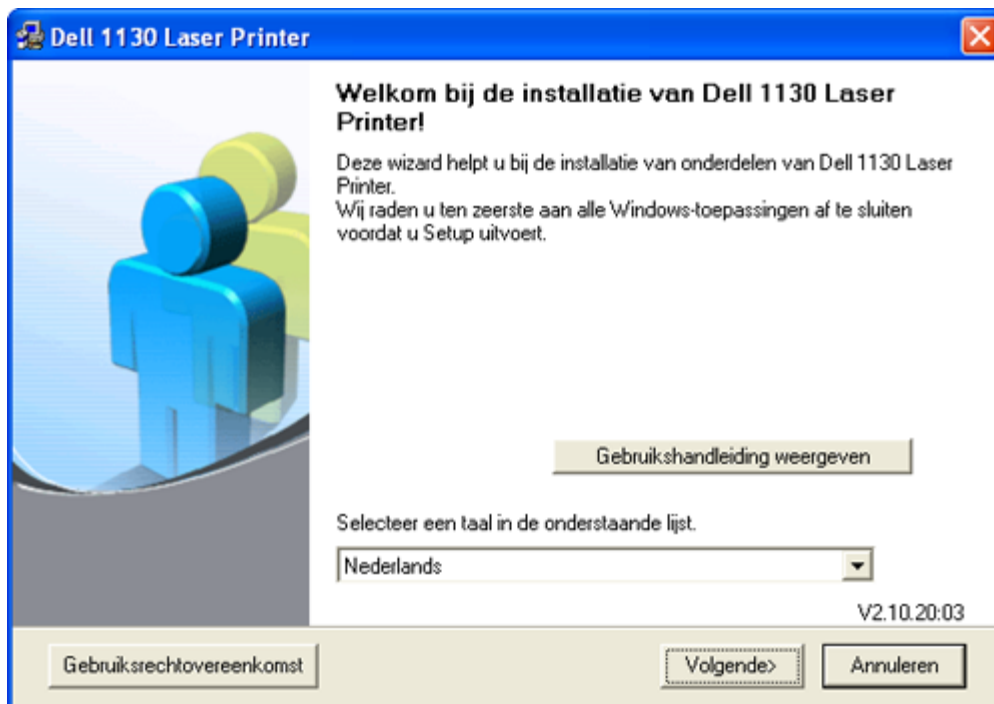 Dell 1130 Laser Printer
Welkom bij de installatie van Dell 1130 Laser
Printer!
Deze wizard helpt u bij de installatie van onderdelen van Dell 1130 Laser
Printer.
Wij raden u ten zeerste aan alle Windows-toepassingen af te sluiten
voordat u Setup uitvoert.
Gebruikshandleiding weergeven
Selecteer een taal in de onderstaande lijst.
Nederlands
V2.10.20:03
Gebruiksrechtovereenkomst
Volgende>
Annuleren